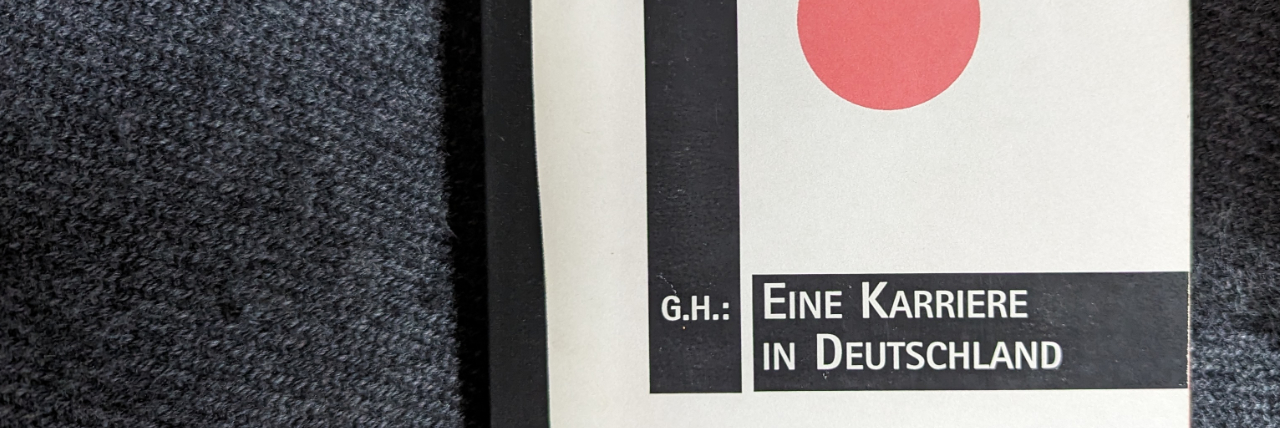 G.H.: EINE KARRIERE
IN DEUTSCHLAND